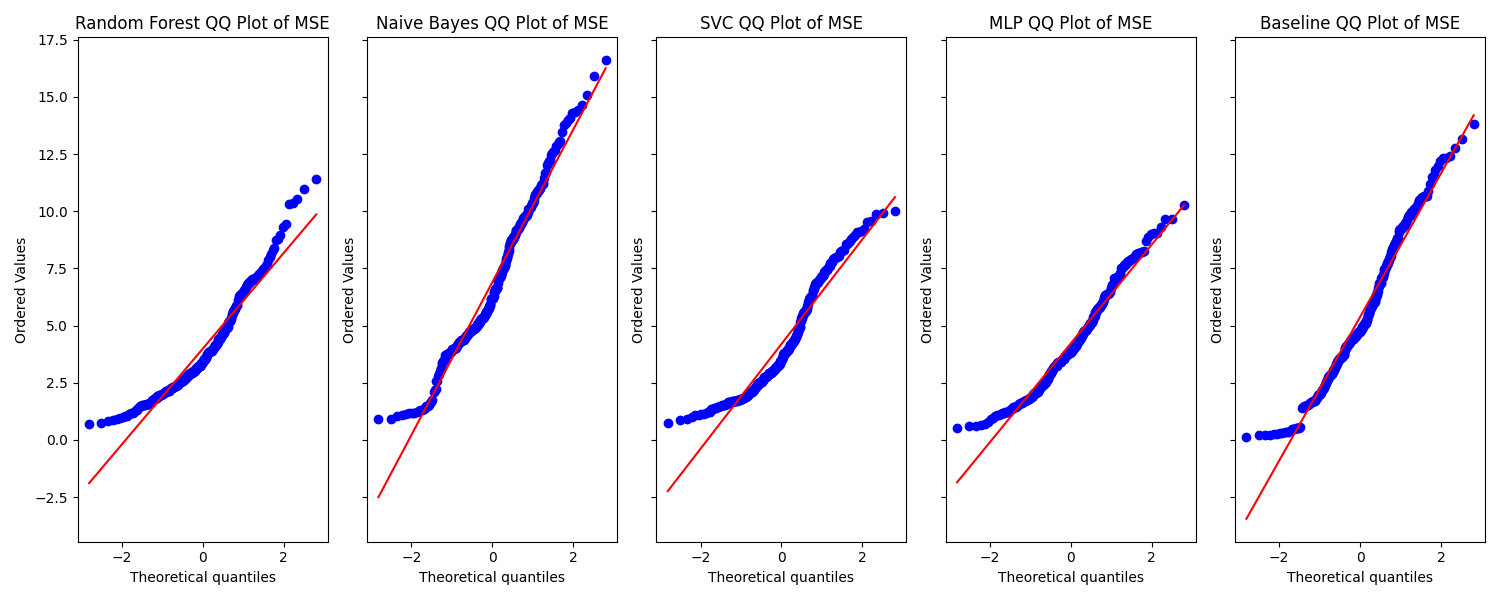 Random Forest QQ Plot of MSE
Naive Bayes QQ Plot of MSE
SVC QQ Plot of MSE
MLP QQ Plot of MSE
Baseline QQ Plot of MSE
17.5
15.0
12.5
10.0
7.5
5.0
2.5
0.0
−2.5
Ordered Values
Ordered Values
Ordered Values
Ordered Values
Ordered Values
−2 0 2
−2 0 2
−2 0 2
−2 0 2
−2 0 2
Theoretical quantiles
Theoretical quantiles
Theoretical quantiles
Theoretical quantiles
Theoretical quantiles